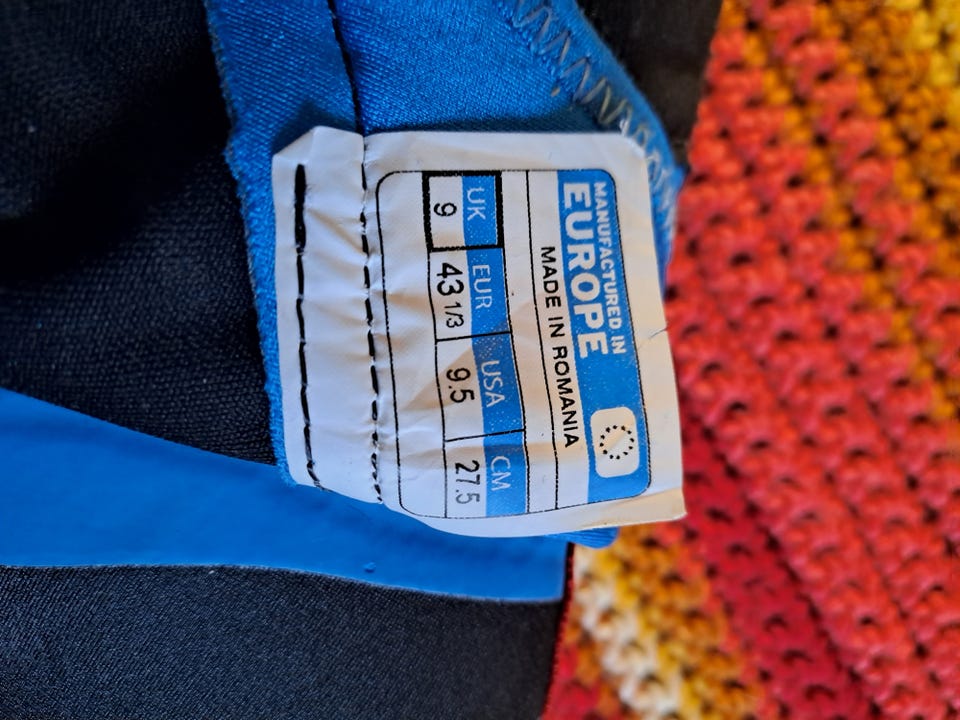 MANUFACTURED IN
EUROPE
MADE IN ROMANIA
UK EUR USA CM
9 43 1/3 9.5 27.5